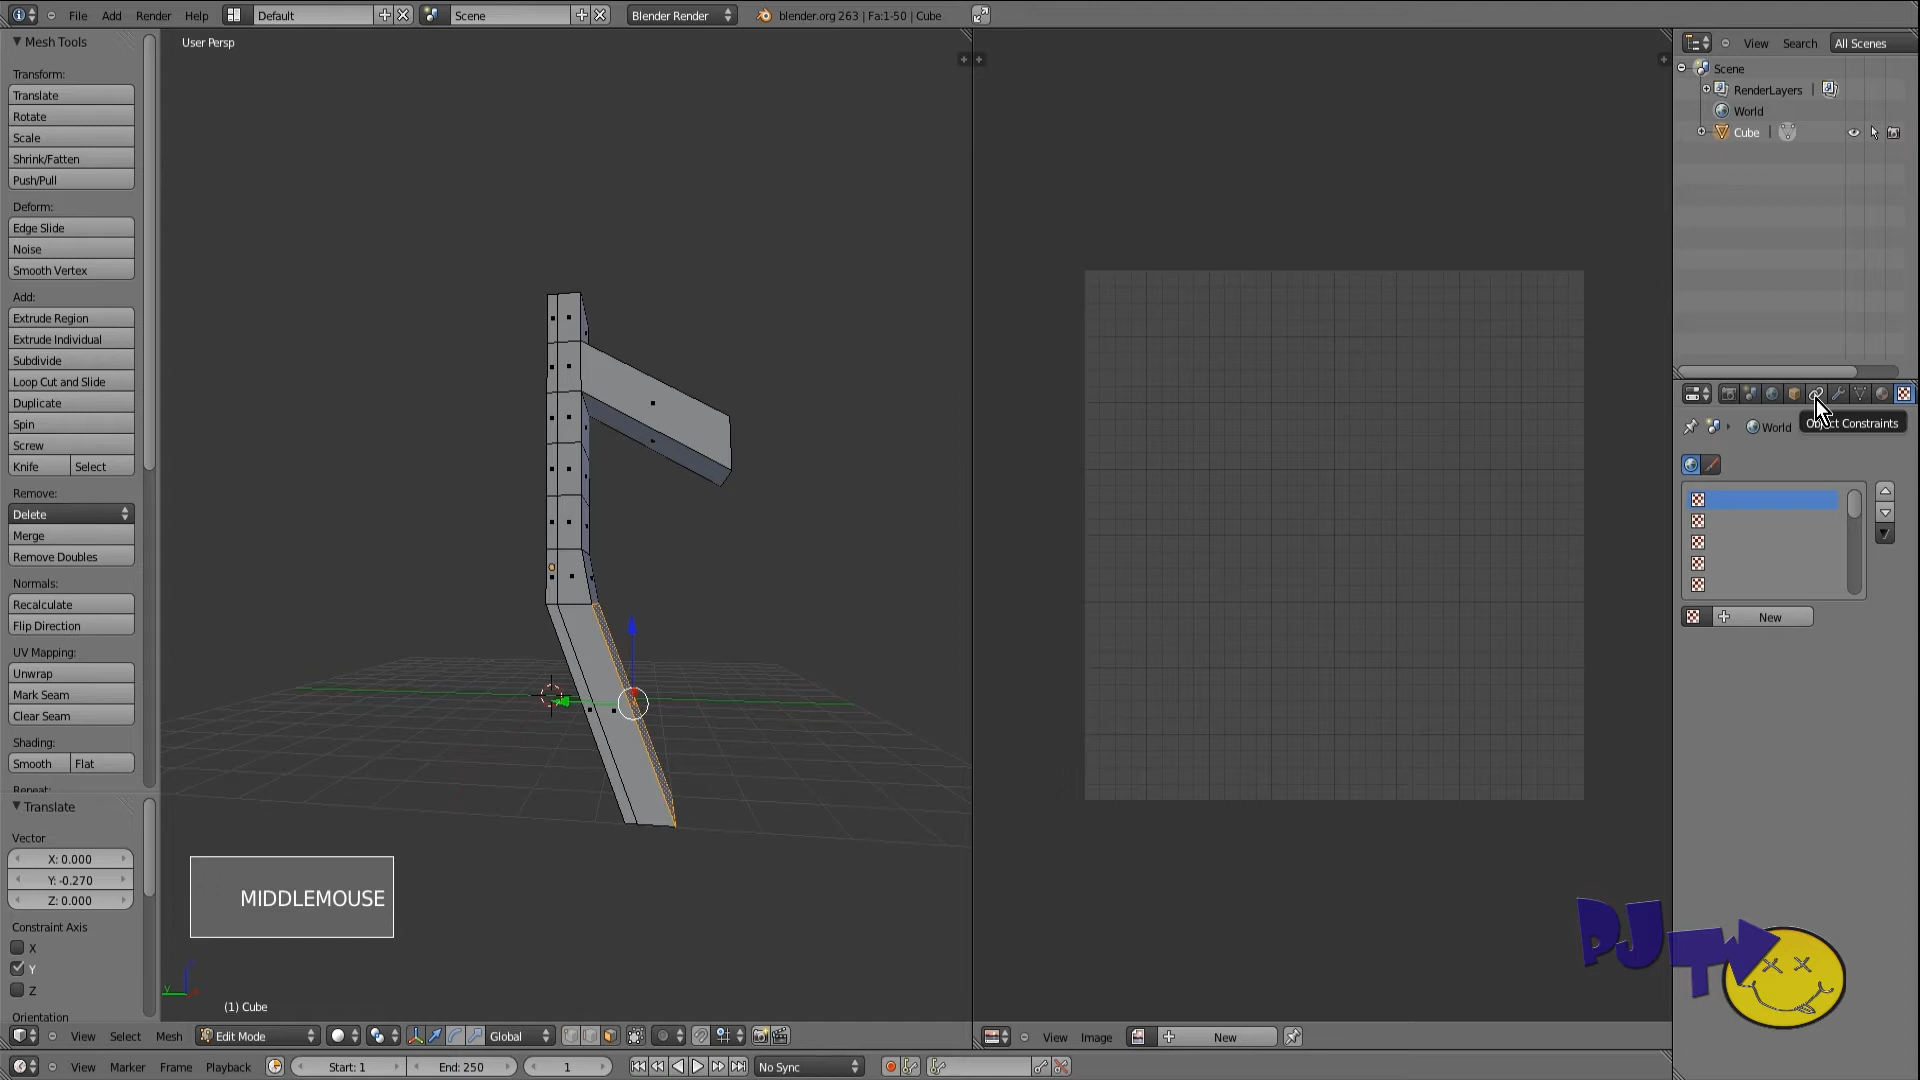 File Add Render Help Default Scene Blender Render blender.org 263 | Fa:1-50 | Cube
Mesh Tools
Transform:
Translate
Rotate
Scale
Shrink/Fatten
Push/Pull
Deform:
Edge Slide
Noise
Smooth Vertex
Add:
Extrude Region
Extrude Individual
Subdivide
Loop Cut and Slide
Duplicate
Spin
Screw
Knife Select
Remove:
Delete
Merge
Remove Doubles
Normals:
Recalculate
Flip Direction
UV Mapping:
Unwrap
Mark Seam
Clear Seam
Shading:
Smooth Flat
Repeat:
Translate
Vector
X: 0.000
Y: -0.270
Z: 0.000
Constraint Axis
X
Y
Z
Orientation
User Persp
MIDDLEMOUSE
(1) Cube
View Select Mesh Edit Mode Global
View Image New
View Marker Frame Playback Start: 1 End: 250 1 No Sync
View Search All Scenes
Scene
RenderLayers |
World
Cube |
World
Object Constraints
New
PJTV